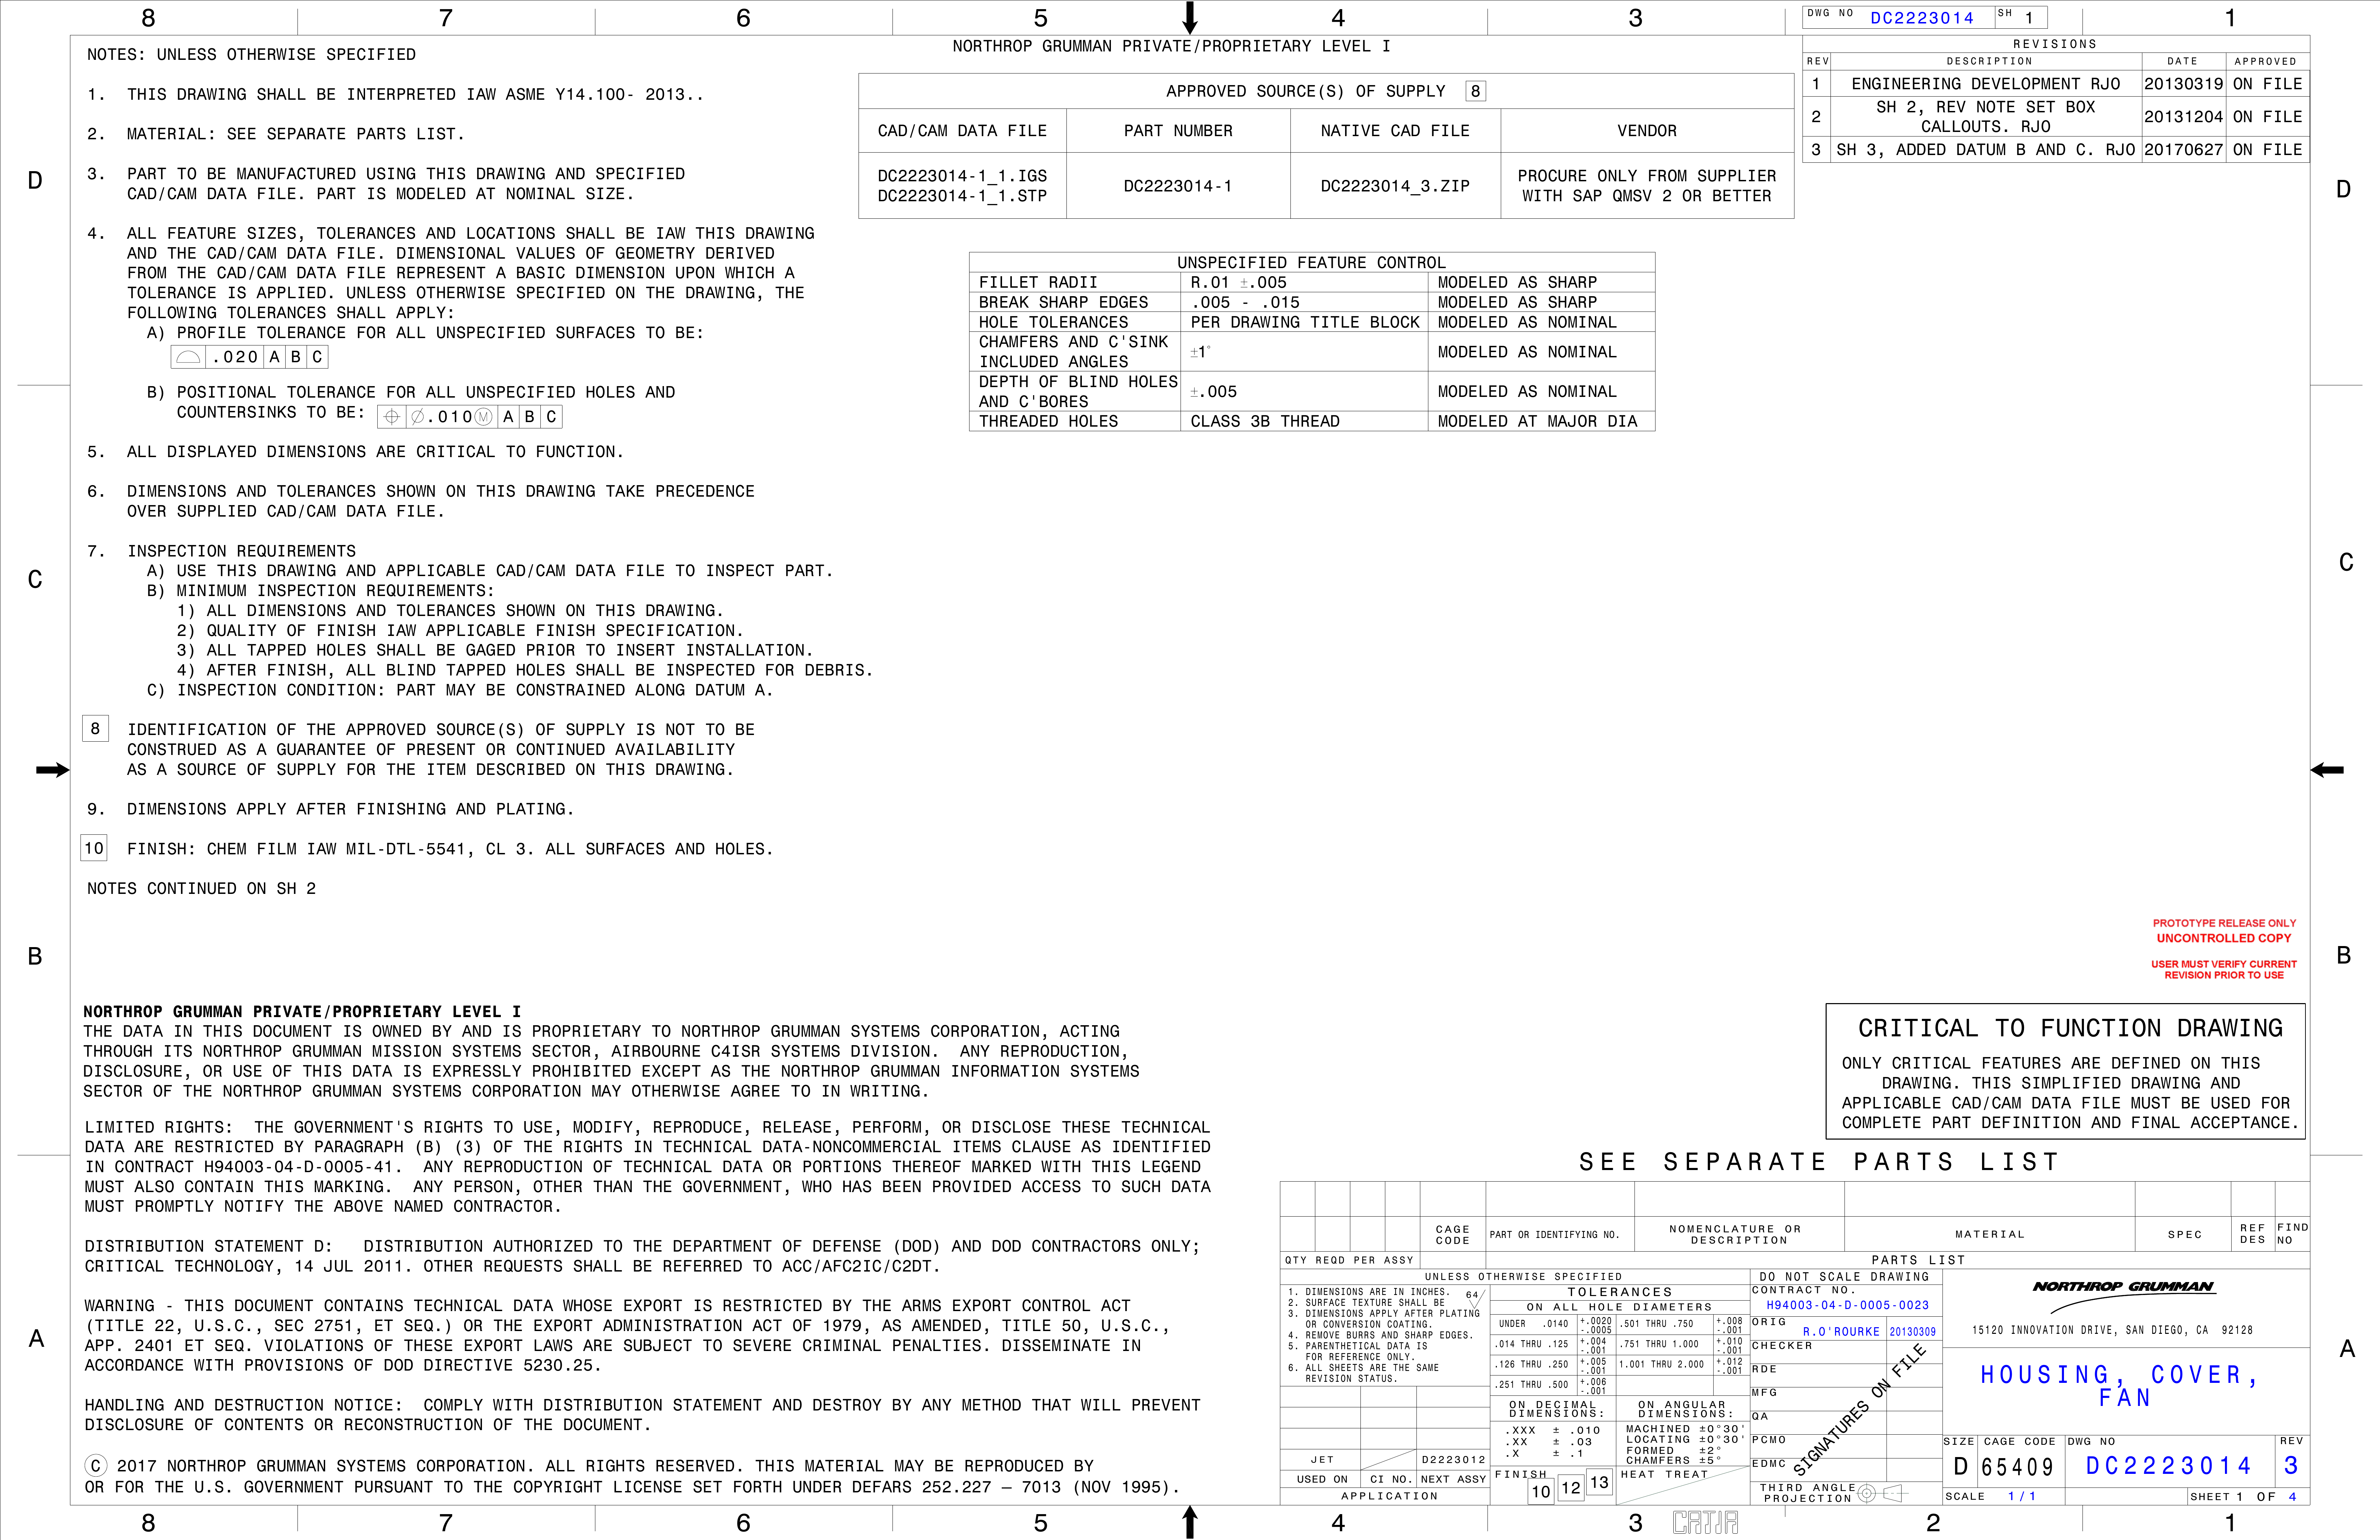 8 7 6 5 4 3 1
DWG NO DC2223014 SH 1
NORTHROP GRUMMAN PRIVATE/PROPRIETARY LEVEL I
NOTES: UNLESS OTHERWISE SPECIFIED
1. THIS DRAWING SHALL BE INTERPRETED IAW ASME Y14.100- 2013..
2. MATERIAL: SEE SEPARATE PARTS LIST.
3. PART TO BE MANUFACTURED USING THIS DRAWING AND SPECIFIED
CAD/CAM DATA FILE. PART IS MODELED AT NOMINAL SIZE.
4. ALL FEATURE SIZES, TOLERANCES AND LOCATIONS SHALL BE IAW THIS DRAWING
AND THE CAD/CAM DATA FILE. DIMENSIONAL VALUES OF GEOMETRY DERIVED
FROM THE CAD/CAM DATA FILE REPRESENT A BASIC DIMENSION UPON WHICH A
TOLERANCE IS APPLIED. UNLESS OTHERWISE SPECIFIED ON THE DRAWING, THE
FOLLOWING TOLERANCES SHALL APPLY:
A) PROFILE TOLERANCE FOR ALL UNSPECIFIED SURFACES TO BE:
⌓ .020 A B C
B) POSITIONAL TOLERANCE FOR ALL UNSPECIFIED HOLES AND
COUNTERSINKS TO BE: ⌖ ⌀.010Ⓜ A B C
5. ALL DISPLAYED DIMENSIONS ARE CRITICAL TO FUNCTION.
6. DIMENSIONS AND TOLERANCES SHOWN ON THIS DRAWING TAKE PRECEDENCE
OVER SUPPLIED CAD/CAM DATA FILE.
7. INSPECTION REQUIREMENTS
A) USE THIS DRAWING AND APPLICABLE CAD/CAM DATA FILE TO INSPECT PART.
B) MINIMUM INSPECTION REQUIREMENTS:
1) ALL DIMENSIONS AND TOLERANCES SHOWN ON THIS DRAWING.
2) QUALITY OF FINISH IAW APPLICABLE FINISH SPECIFICATION.
3) ALL TAPPED HOLES SHALL BE GAGED PRIOR TO INSERT INSTALLATION.
4) AFTER FINISH, ALL BLIND TAPPED HOLES SHALL BE INSPECTED FOR DEBRIS.
C) INSPECTION CONDITION: PART MAY BE CONSTRAINED ALONG DATUM A.
8 IDENTIFICATION OF THE APPROVED SOURCE(S) OF SUPPLY IS NOT TO BE
CONSTRUED AS A GUARANTEE OF PRESENT OR CONTINUED AVAILABILITY
AS A SOURCE OF SUPPLY FOR THE ITEM DESCRIBED ON THIS DRAWING.
9. DIMENSIONS APPLY AFTER FINISHING AND PLATING.
10 FINISH: CHEM FILM IAW MIL-DTL-5541, CL 3. ALL SURFACES AND HOLES.
NOTES CONTINUED ON SH 2
APPROVED SOURCE(S) OF SUPPLY 8
CAD/CAM DATA FILE PART NUMBER NATIVE CAD FILE VENDOR
DC2223014-1_1.IGS
DC2223014-1_1.STP
DC2223014-1
DC2223014_3.ZIP
PROCURE ONLY FROM SUPPLIER
WITH SAP QMSV 2 OR BETTER
UNSPECIFIED FEATURE CONTROL
FILLET RADII R.01 ±.005 MODELED AS SHARP
BREAK SHARP EDGES .005 - .015 MODELED AS SHARP
HOLE TOLERANCES PER DRAWING TITLE BLOCK MODELED AS NOMINAL
CHAMFERS AND C'SINK
INCLUDED ANGLES ±1° MODELED AS NOMINAL
DEPTH OF BLIND HOLES
AND C'BORES ±.005 MODELED AS NOMINAL
THREADED HOLES CLASS 3B THREAD MODELED AT MAJOR DIA
REVISIONS
REV DESCRIPTION DATE APPROVED
1 ENGINEERING DEVELOPMENT RJO 20130319 ON FILE
2 SH 2, REV NOTE SET BOX
CALLOUTS. RJO 20131204 ON FILE
3 SH 3, ADDED DATUM B AND C. RJO 20170627 ON FILE
D D
C C
B B
A A
PROTOTYPE RELEASE ONLY
UNCONTROLLED COPY
USER MUST VERIFY CURRENT
REVISION PRIOR TO USE
NORTHROP GRUMMAN PRIVATE/PROPRIETARY LEVEL I
THE DATA IN THIS DOCUMENT IS OWNED BY AND IS PROPRIETARY TO NORTHROP GRUMMAN SYSTEMS CORPORATION, ACTING
THROUGH ITS NORTHROP GRUMMAN MISSION SYSTEMS SECTOR, AIRBOURNE C4ISR SYSTEMS DIVISION. ANY REPRODUCTION,
DISCLOSURE, OR USE OF THIS DATA IS EXPRESSLY PROHIBITED EXCEPT AS THE NORTHROP GRUMMAN INFORMATION SYSTEMS
SECTOR OF THE NORTHROP GRUMMAN SYSTEMS CORPORATION MAY OTHERWISE AGREE TO IN WRITING.
LIMITED RIGHTS: THE GOVERNMENT'S RIGHTS TO USE, MODIFY, REPRODUCE, RELEASE, PERFORM, OR DISCLOSE THESE TECHNICAL
DATA ARE RESTRICTED BY PARAGRAPH (B) (3) OF THE RIGHTS IN TECHNICAL DATA-NONCOMMERCIAL ITEMS CLAUSE AS IDENTIFIED
IN CONTRACT H94003-04-D-0005-41. ANY REPRODUCTION OF TECHNICAL DATA OR PORTIONS THEREOF MARKED WITH THIS LEGEND
MUST ALSO CONTAIN THIS MARKING. ANY PERSON, OTHER THAN THE GOVERNMENT, WHO HAS BEEN PROVIDED ACCESS TO SUCH DATA
MUST PROMPTLY NOTIFY THE ABOVE NAMED CONTRACTOR.
DISTRIBUTION STATEMENT D: DISTRIBUTION AUTHORIZED TO THE DEPARTMENT OF DEFENSE (DOD) AND DOD CONTRACTORS ONLY;
CRITICAL TECHNOLOGY, 14 JUL 2011. OTHER REQUESTS SHALL BE REFERRED TO ACC/AFC2IC/C2DT.
WARNING - THIS DOCUMENT CONTAINS TECHNICAL DATA WHOSE EXPORT IS RESTRICTED BY THE ARMS EXPORT CONTROL ACT
(TITLE 22, U.S.C., SEC 2751, ET SEQ.) OR THE EXPORT ADMINISTRATION ACT OF 1979, AS AMENDED, TITLE 50, U.S.C.,
APP. 2401 ET SEQ. VIOLATIONS OF THESE EXPORT LAWS ARE SUBJECT TO SEVERE CRIMINAL PENALTIES. DISSEMINATE IN
ACCORDANCE WITH PROVISIONS OF DOD DIRECTIVE 5230.25.
HANDLING AND DESTRUCTION NOTICE: COMPLY WITH DISTRIBUTION STATEMENT AND DESTROY BY ANY METHOD THAT WILL PREVENT
DISCLOSURE OF CONTENTS OR RECONSTRUCTION OF THE DOCUMENT.
© 2017 NORTHROP GRUMMAN SYSTEMS CORPORATION. ALL RIGHTS RESERVED. THIS MATERIAL MAY BE REPRODUCED BY
OR FOR THE U.S. GOVERNMENT PURSUANT TO THE COPYRIGHT LICENSE SET FORTH UNDER DEFARS 252.227 – 7013 (NOV 1995).
CRITICAL TO FUNCTION DRAWING
ONLY CRITICAL FEATURES ARE DEFINED ON THIS
DRAWING. THIS SIMPLIFIED DRAWING AND
APPLICABLE CAD/CAM DATA FILE MUST BE USED FOR
COMPLETE PART DEFINITION AND FINAL ACCEPTANCE.
SEE SEPARATE PARTS LIST
CAGE
CODE
PART OR IDENTIFYING NO.
NOMENCLATURE OR
DESCRIPTION
MATERIAL
SPEC
REF
DES
FIND
NO
QTY REQD PER ASSY PARTS LIST
UNLESS OTHERWISE SPECIFIED
1. DIMENSIONS ARE IN INCHES.
2. SURFACE TEXTURE SHALL BE 64
3. DIMENSIONS APPLY AFTER PLATING
OR CONVERSION COATING.
4. REMOVE BURRS AND SHARP EDGES.
5. PARENTHETICAL DATA IS
FOR REFERENCE ONLY.
6. ALL SHEETS ARE THE SAME
REVISION STATUS.
TOLERANCES
ON ALL HOLE DIAMETERS
UNDER .0140 +.0020 -.0005 .501 THRU .750 +.008 -.001
.014 THRU .125 +.004 -.001 .751 THRU 1.000 +.010 -.001
.126 THRU .250 +.005 -.001 1.001 THRU 2.000 +.012 -.001
.251 THRU .500 +.006 -.001
ON DECIMAL
DIMENSIONS:
.XXX ± .010
.XX ± .03
.X ± .1
ON ANGULAR
DIMENSIONS:
MACHINED ±0°30'
LOCATING ±0°30'
FORMED ±2°
CHAMFERS ±5°
FINISH 10 12 13
HEAT TREAT
JET D2223012
USED ON CI NO. NEXT ASSY
APPLICATION
DO NOT SCALE DRAWING
CONTRACT NO.
H94003-04-D-0005-0023
ORIG R.O'ROURKE 20130309
CHECKER
RDE
MFG
QA
PCMO
EDMC
SIGNATURES ON FILE
THIRD ANGLE
PROJECTION
NORTHROP GRUMMAN
15120 INNOVATION DRIVE, SAN DIEGO, CA 92128
HOUSING, COVER,
FAN
SIZE CAGE CODE DWG NO REV
D 65409 DC2223014 3
SCALE 1/1 SHEET 1 OF 4
CATIA
8 7 6 5 4 3 2 1